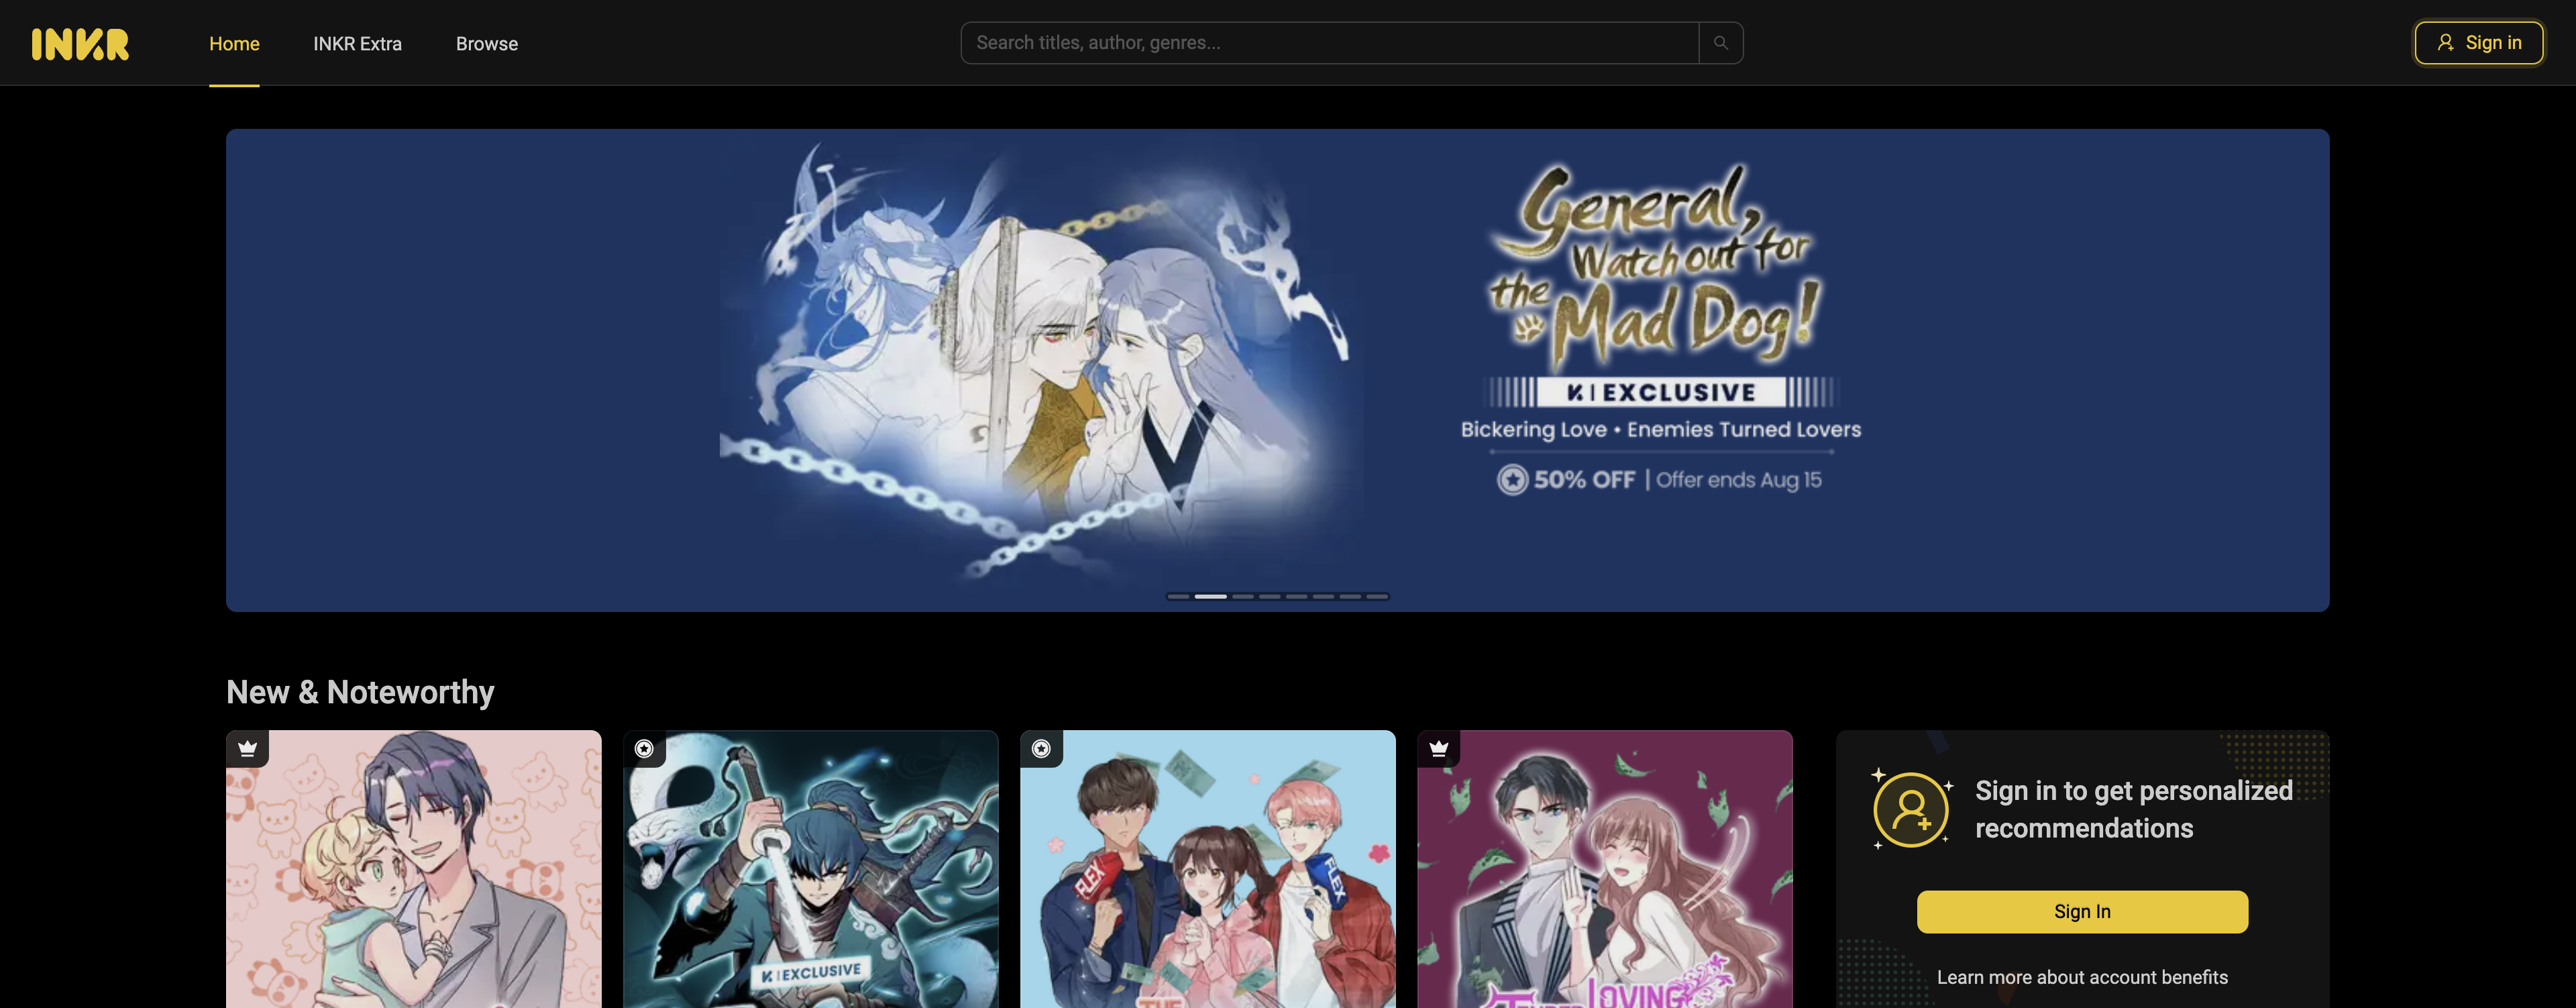 INKR
Home
INKR Extra
Browse
Search titles, author, genres...
Sign in
General,
Watch out for
the
Mad Dog!
EXCLUSIVE
Bickering Love • Enemies Turned Lovers
50% OFF | Offer ends Aug 15
New & Noteworthy
FLEX
FLEX
EXCLUSIVE
THE
LOVING
Sign in to get personalized
recommendations
Sign In
Learn more about account benefits